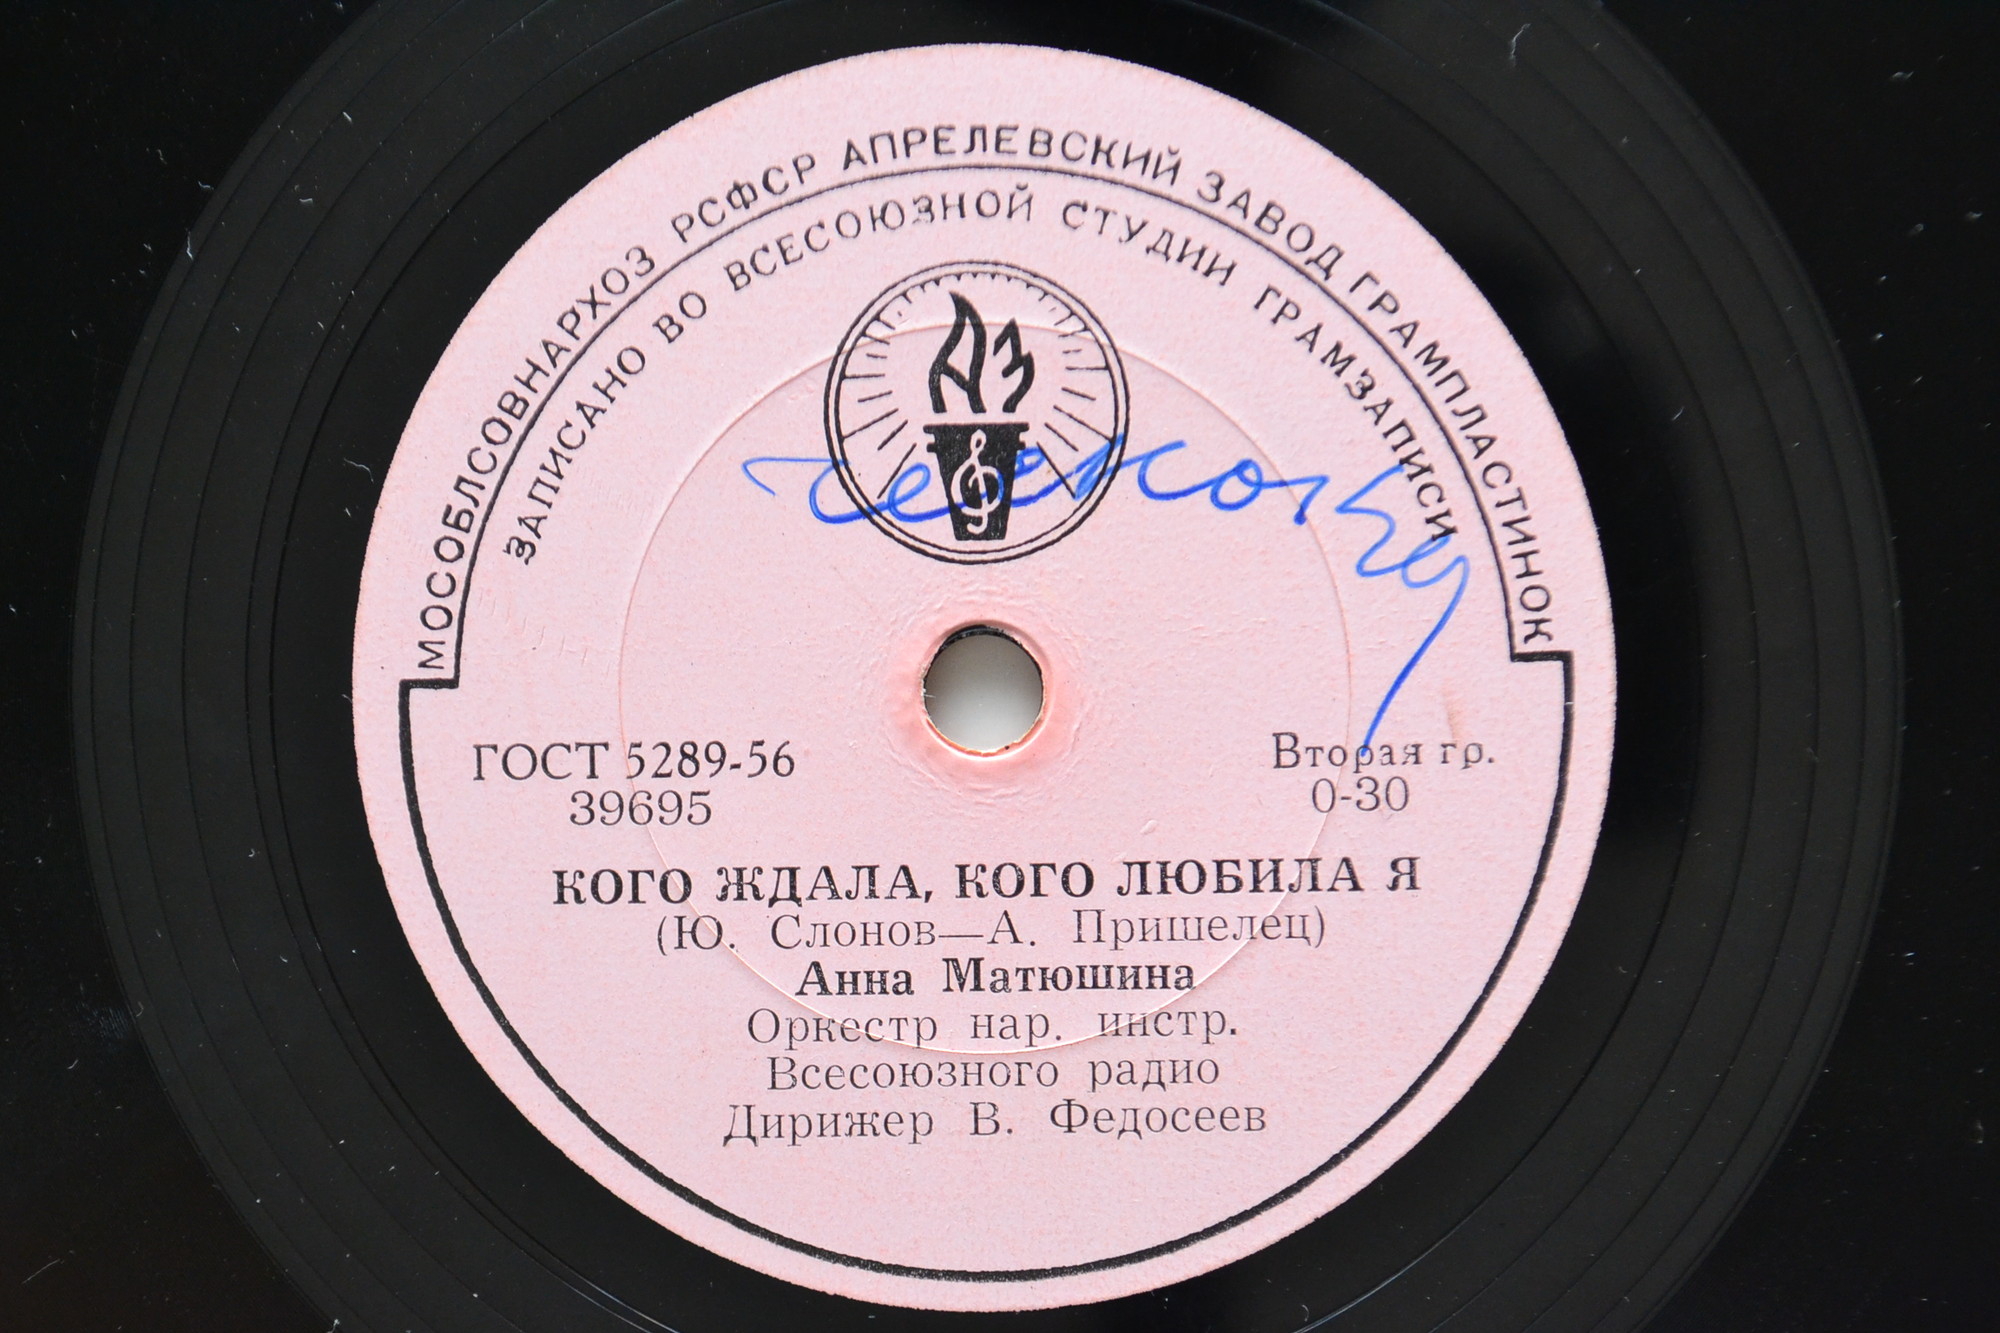 МОСОБЛСОВНАРХОЗ РСФСР АПРЕЛЕВСКИЙ ЗАВОД ГРАМПЛАСТИНОК
ЗАПИСАНО ВО ВСЕСОЮЗНОЙ СТУДИИ ГРАМЗАПИСИ
АЗ
ГОСТ 5289-56
39695
Вторая гр.
0-30
КОГО ЖДАЛА, КОГО ЛЮБИЛА Я
(Ю. Слонов—А. Пришелец)
Анна Матюшина
Оркестр нар. инстр.
Всесоюзного радио
Дирижер В. Федосеев